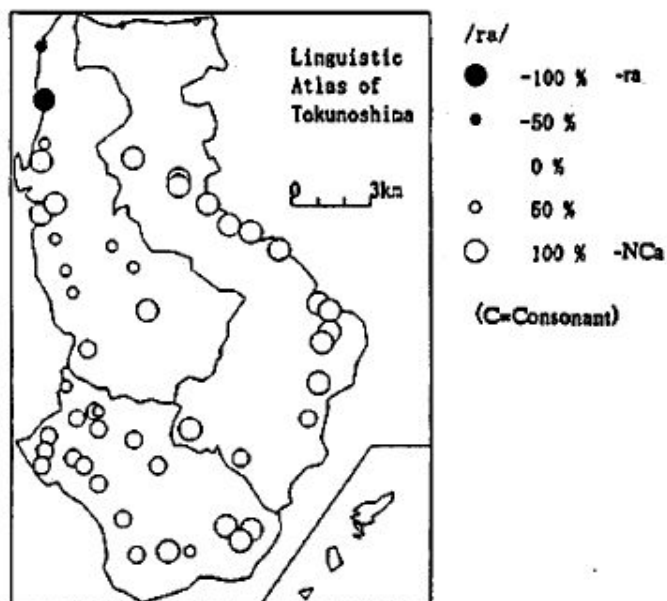 Linguistic
Atlas of
Tokunoshima
0 3km
/ra/
-100 % -ra
-50 %
0 %
50 %
100 % -NCa
(C=Consonant)